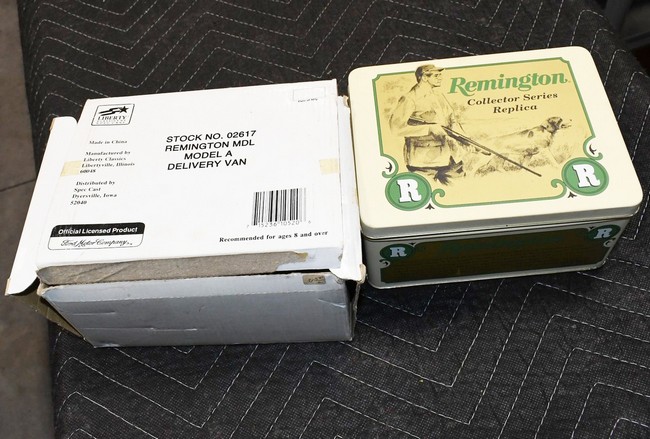 LIBERTY
Made in China
Manufactured by
Liberty Classics
Libertyville, Illinois
60048
Distributed by
Spec Cast
Dyersville, Iowa
52040
Official Licensed Product
Ford Motor Company
STOCK NO. 02617
REMINGTON MDL
MODEL A
DELIVERY VAN
Recommended for ages 8 and over
Remington
Collector Series
Replica
R
R
R
R